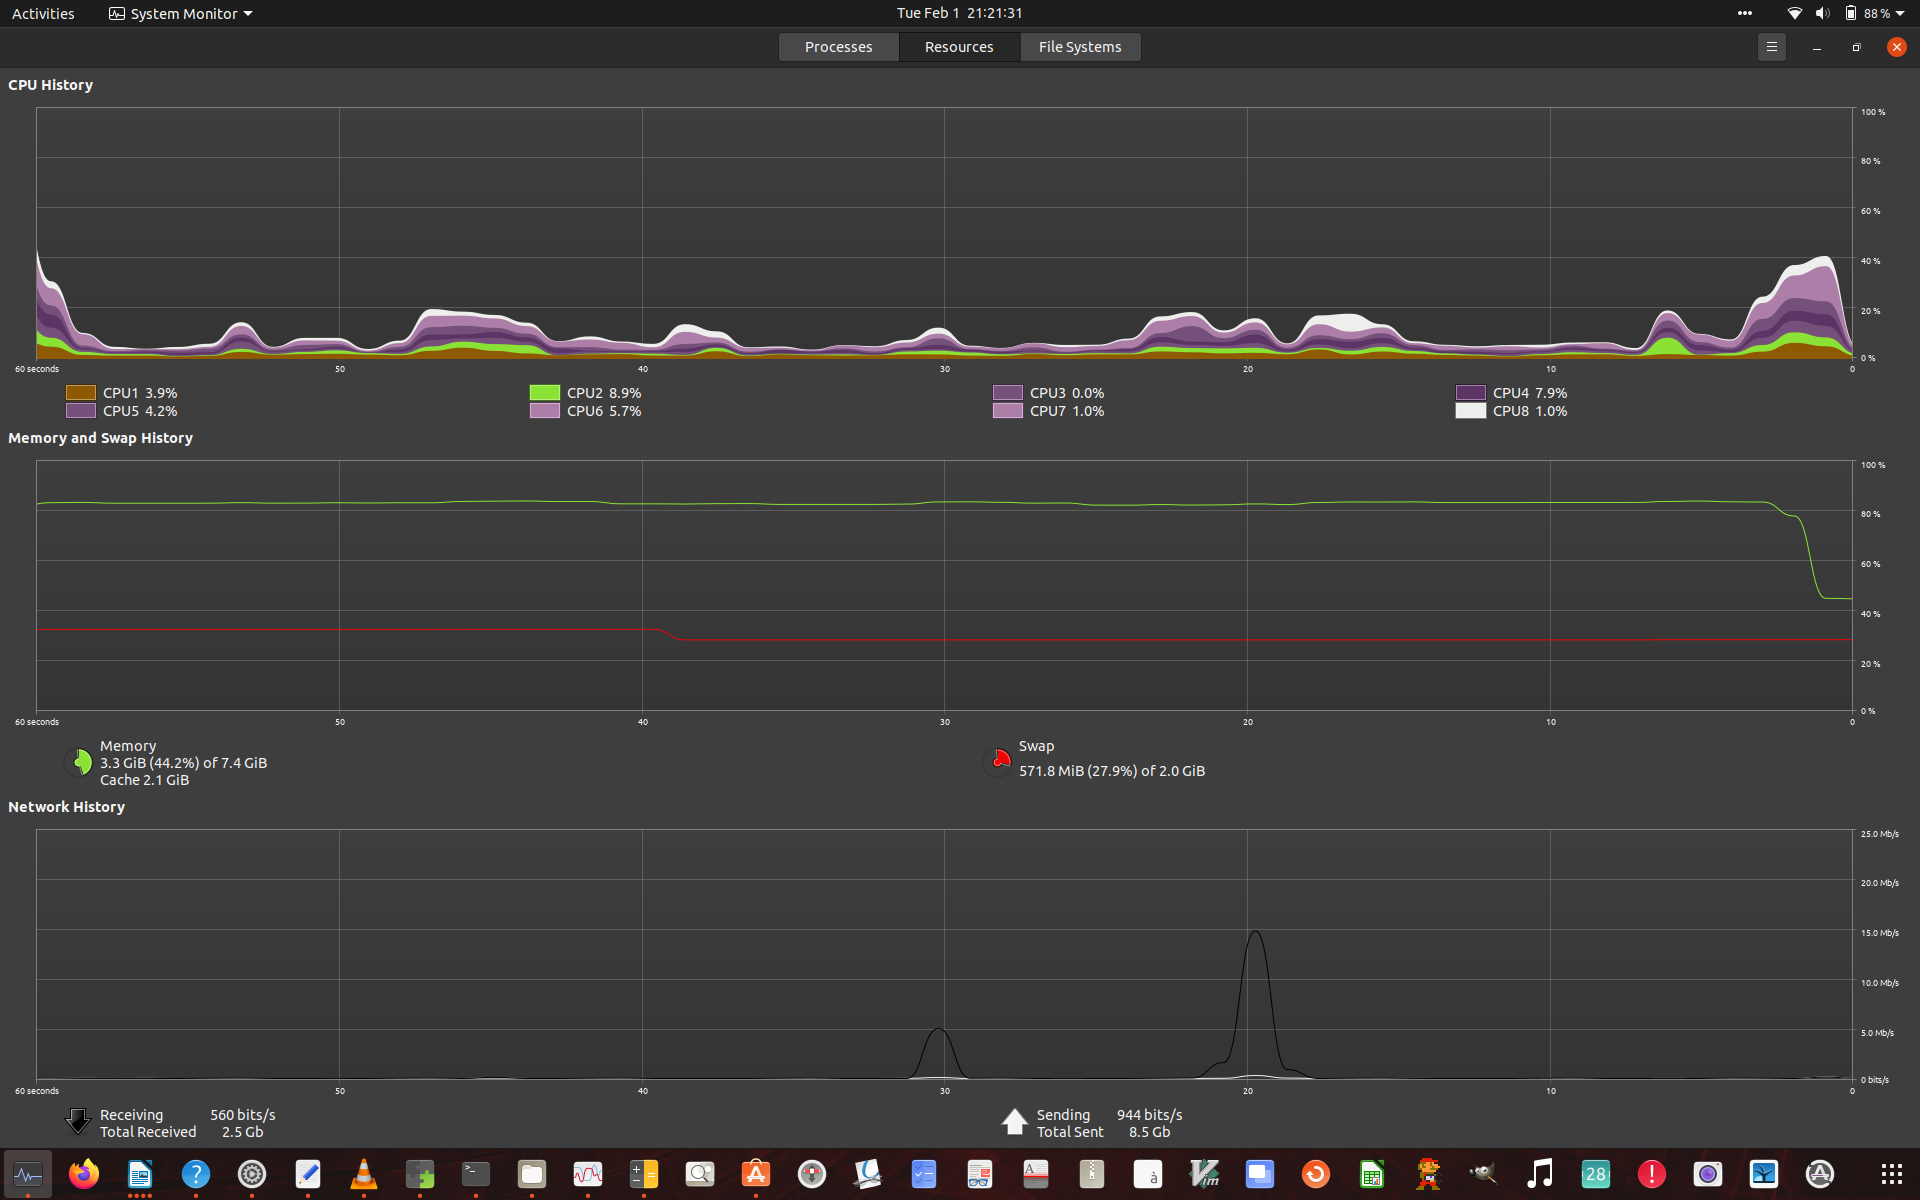 Activities System Monitor Tue Feb 1 21:21:31 88 %
Processes Resources File Systems
CPU History
100 %
80 %
60 %
40 %
20 %
0 %
60 seconds 50 40 30 20 10 0
CPU1 3.9% CPU2 8.9% CPU3 0.0% CPU4 7.9%
CPU5 4.2% CPU6 5.7% CPU7 1.0% CPU8 1.0%
Memory and Swap History
100 %
80 %
60 %
40 %
20 %
0 %
60 seconds 50 40 30 20 10 0
Memory
3.3 GiB (44.2%) of 7.4 GiB
Cache 2.1 GiB
Swap
571.8 MiB (27.9%) of 2.0 GiB
Network History
25.0 Mb/s
20.0 Mb/s
15.0 Mb/s
10.0 Mb/s
5.0 Mb/s
0 bits/s
60 seconds 50 40 30 20 10 0
Receiving 560 bits/s
Total Received 2.5 Gb
Sending 944 bits/s
Total Sent 8.5 Gb
? >_ A A à Vim 28 !